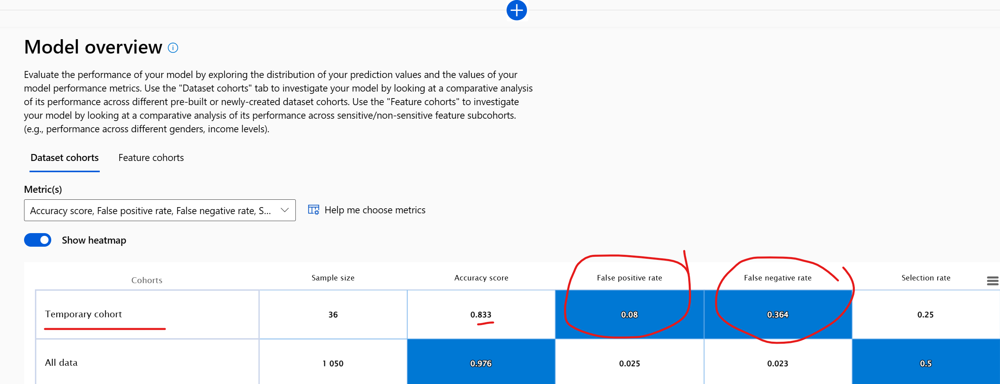 Model overview
Evaluate the performance of your model by exploring the distribution of your prediction values and the values of your
model performance metrics. Use the "Dataset cohorts" tab to investigate your model by looking at a comparative analysis
of its performance across different pre-built or newly-created dataset cohorts. Use the "Feature cohorts" to investigate
your model by looking at a comparative analysis of its performance across sensitive/non-sensitive feature subcohorts.
(e.g., performance across different genders, income levels).
Dataset cohorts Feature cohorts
Metric(s)
Accuracy score, False positive rate, False negative rate, S... Help me choose metrics
Show heatmap
Cohorts Sample size Accuracy score False positive rate False negative rate Selection rate
Temporary cohort 36 0.833 0.08 0.364 0.25
All data 1 050 0.976 0.025 0.023 0.5